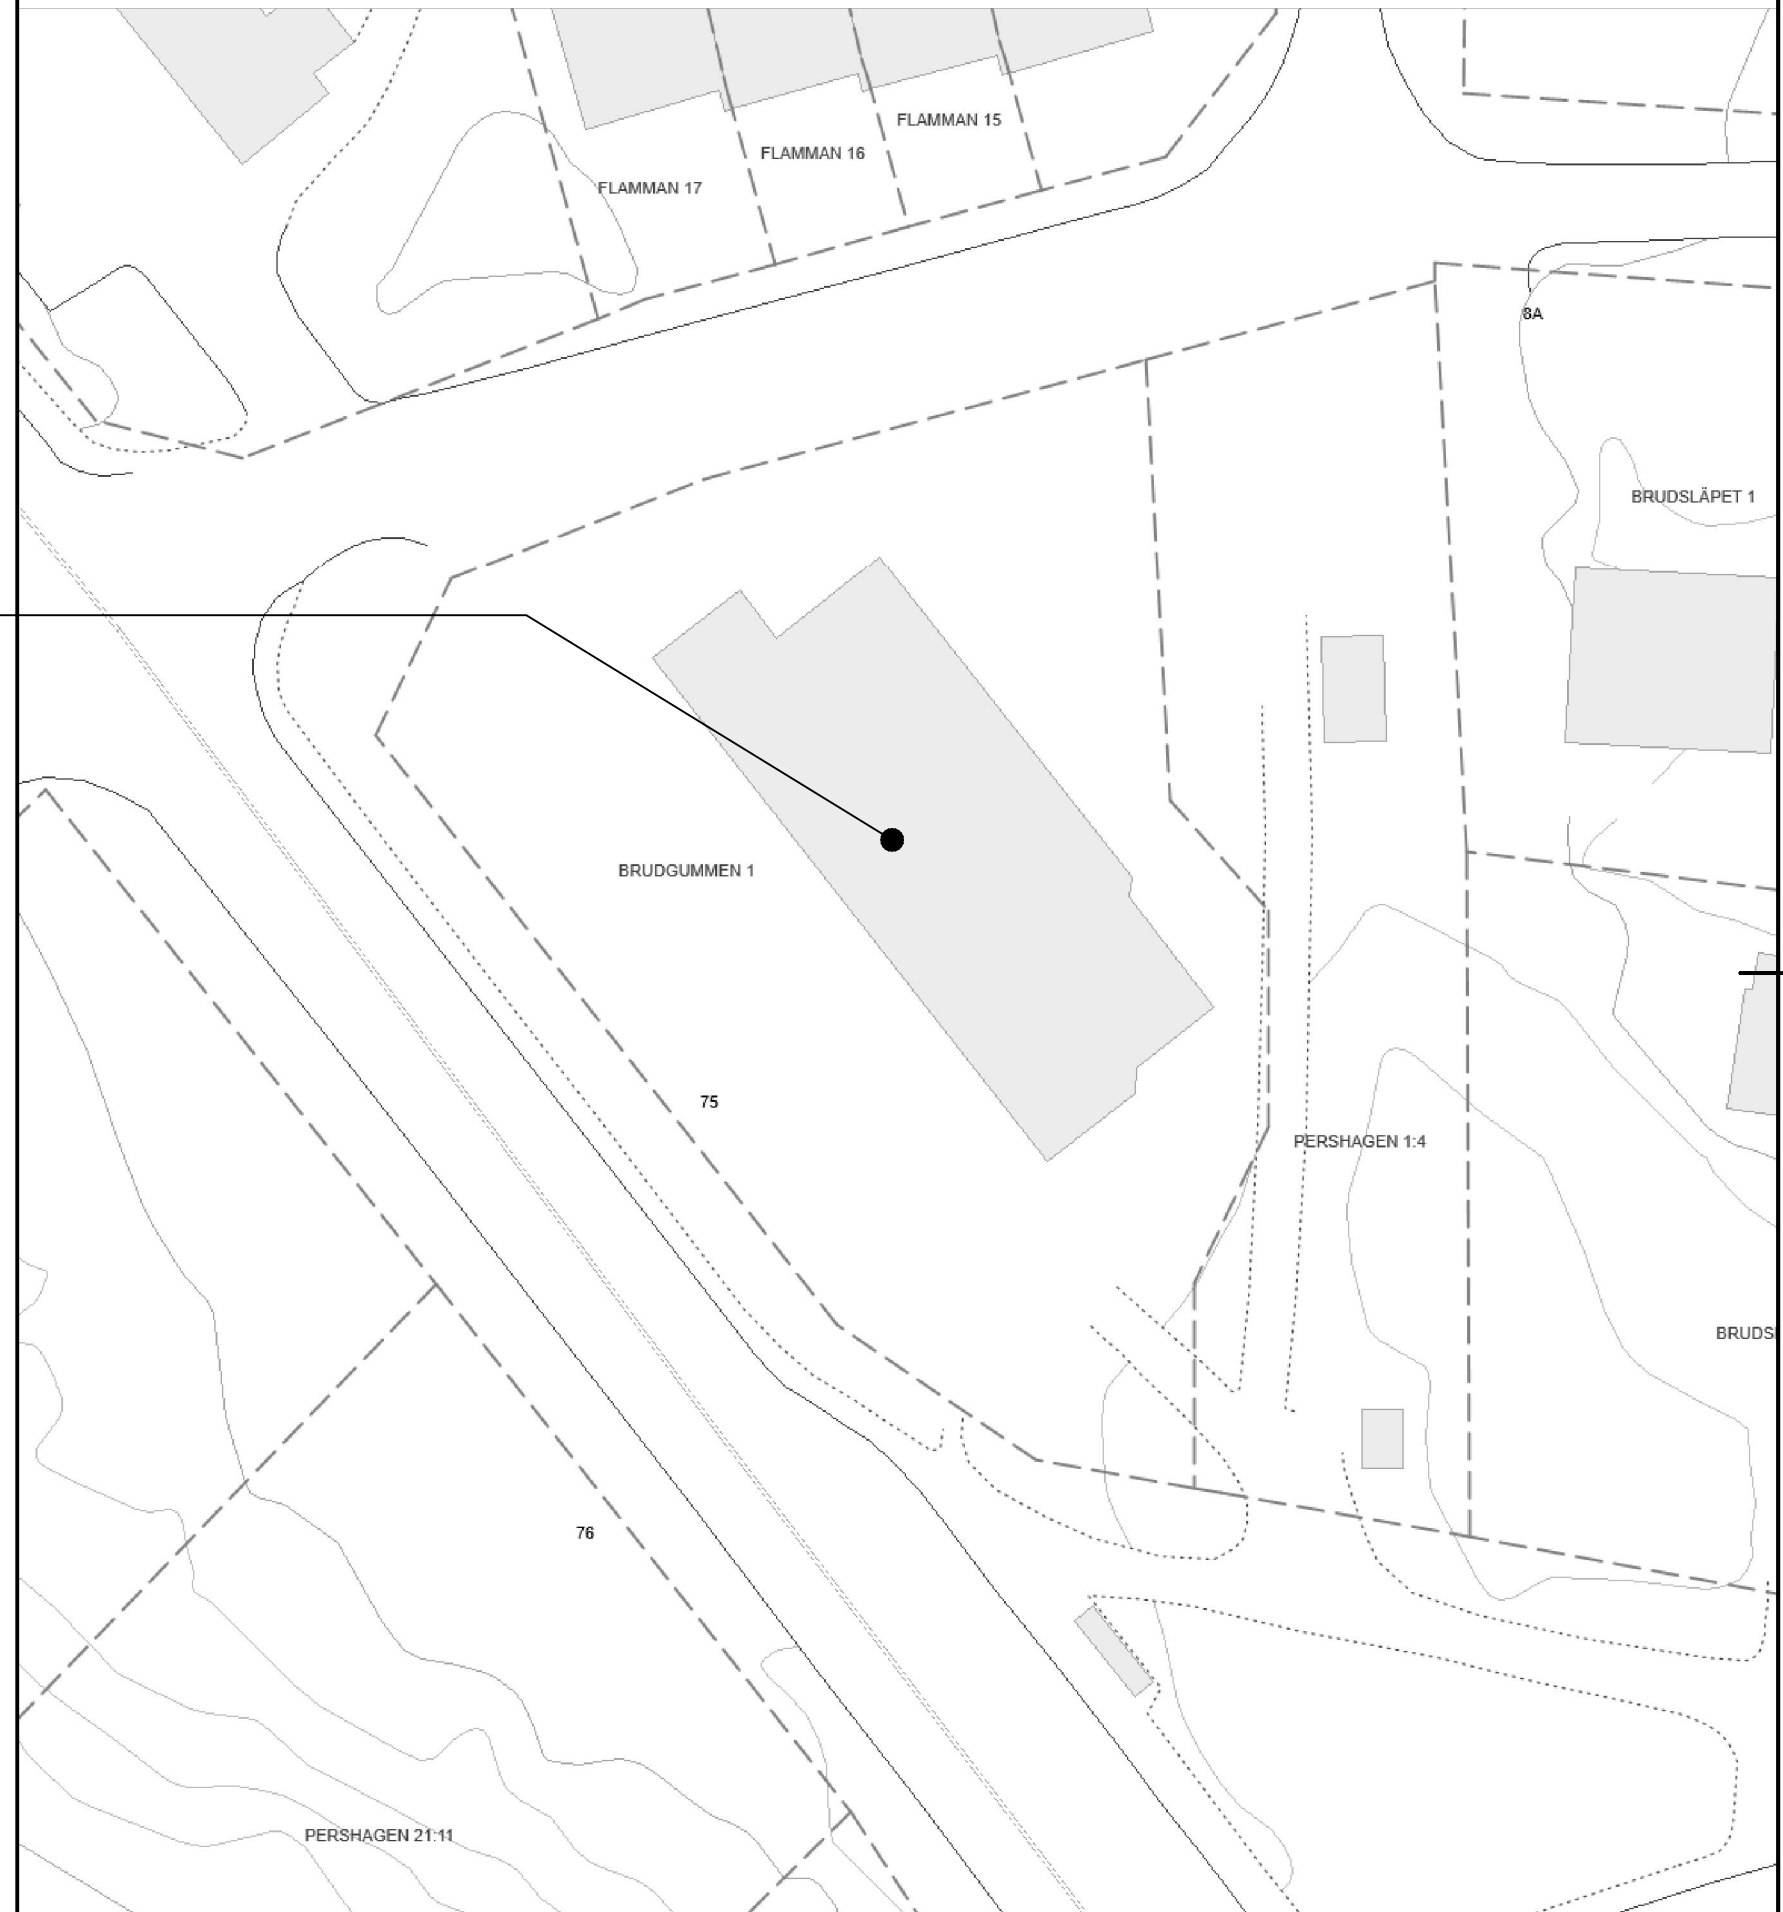 FLAMMAN 15
FLAMMAN 16
FLAMMAN 17
8A
BRUDSLÄPET 1
BRUDGUMMEN 1
75
PERSHAGEN 1:4
BRUDS
76
PERSHAGEN 21:11